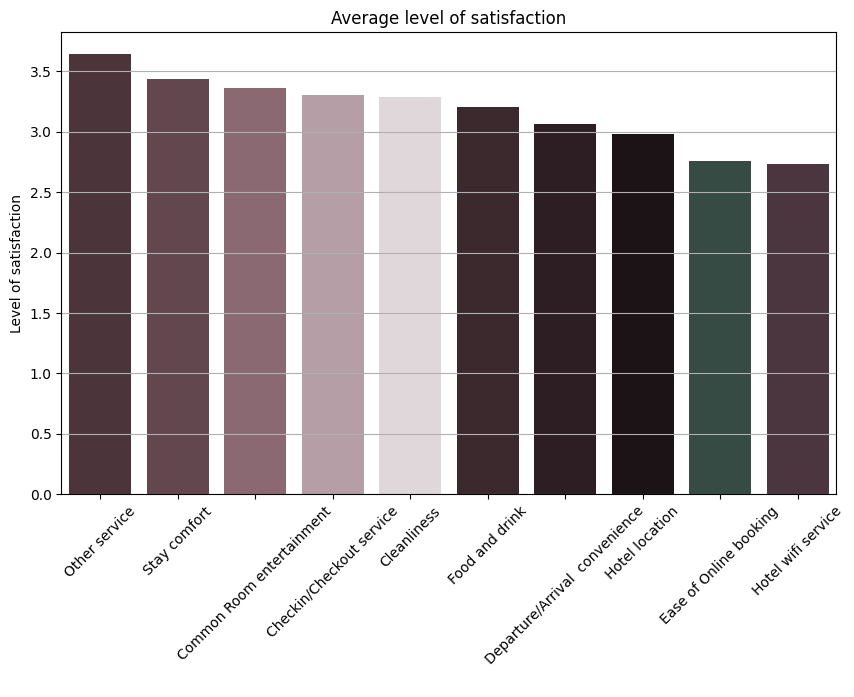 Average level of satisfaction
Level of satisfaction
3.5
3.0
2.5
2.0
1.5
1.0
0.5
0.0
Other service
Stay comfort
Common Room entertainment
Checkin/Checkout service
Cleanliness
Food and drink
Departure/Arrival  convenience
Hotel location
Ease of Online booking
Hotel wifi service